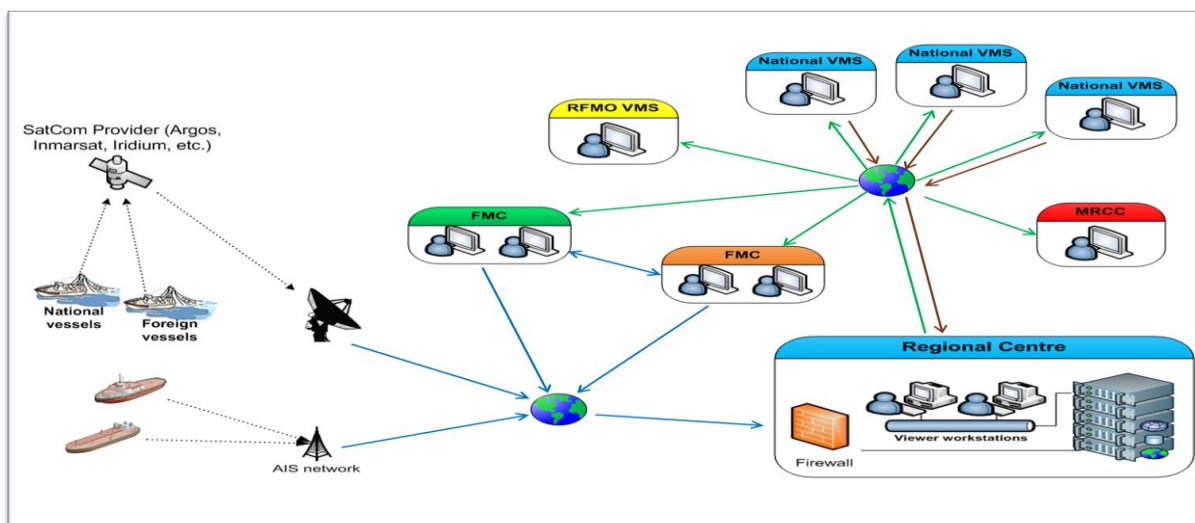 National VMS
National VMS
National VMS
RFMO VMS
SatCom Provider (Argos,
Inmarsat, Iridium, etc.)
MRCC
FMC
FMC
National
vessels
Foreign
vessels
Regional Centre
Viewer workstations
Firewall
AIS network